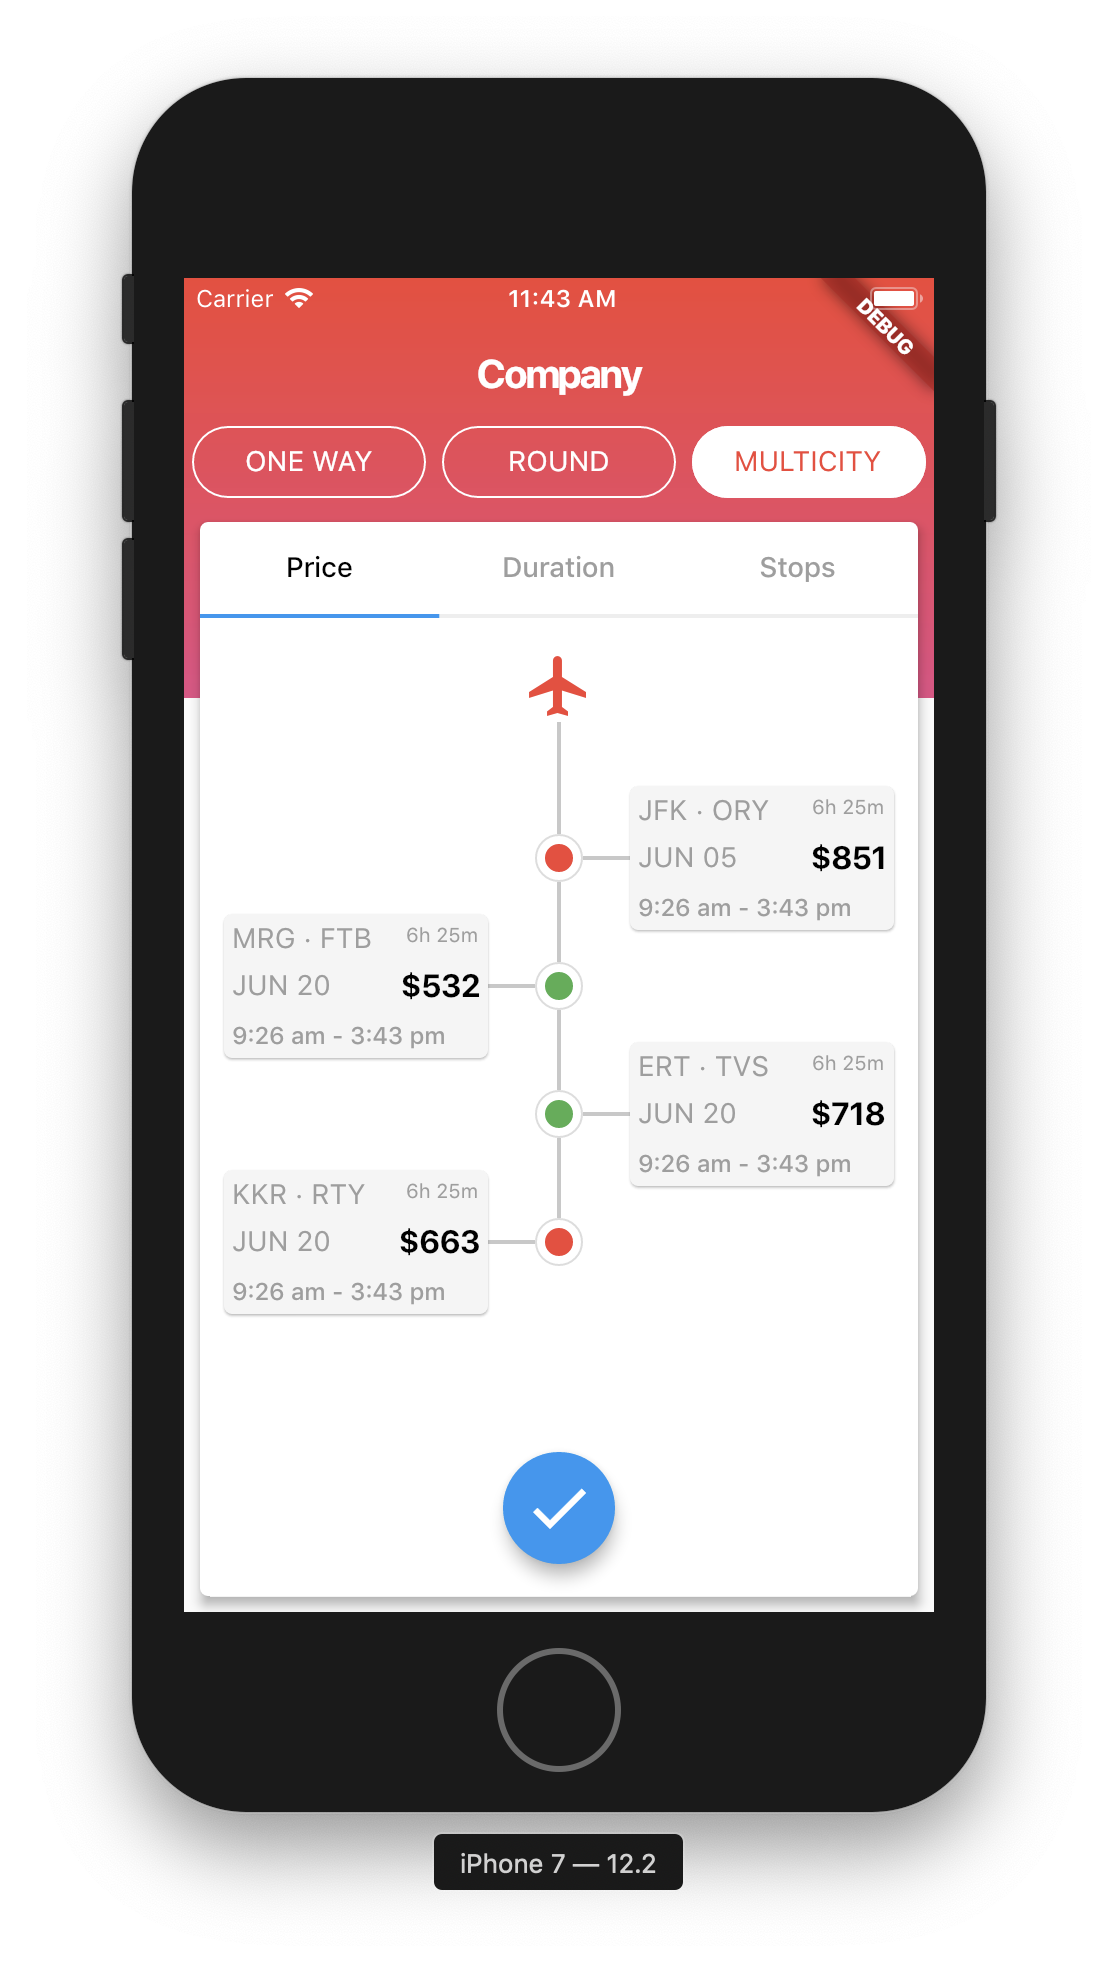 Carrier 11:43 AM
DEBUG
Company
ONE WAY ROUND MULTICITY
Price Duration Stops
JFK · ORY 6h 25m
JUN 05 $851
9:26 am - 3:43 pm
MRG · FTB 6h 25m
JUN 20 $532
9:26 am - 3:43 pm
ERT · TVS 6h 25m
JUN 20 $718
9:26 am - 3:43 pm
KKR · RTY 6h 25m
JUN 20 $663
9:26 am - 3:43 pm
iPhone 7 — 12.2